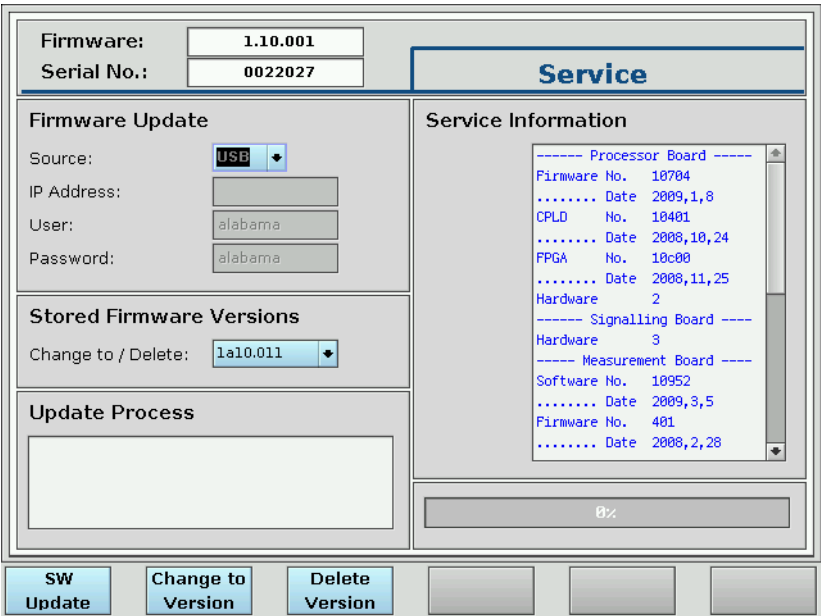 Firmware: 1.10.001
Serial No.: 0022027
Service
Firmware Update
Source: USB
IP Address:
User: alabama
Password: alabama
Stored Firmware Versions
Change to / Delete: 1a10.011
Update Process
Service Information
------ Processor Board -----
Firmware No. 10704
........ Date 2009,1,8
CPLD No. 10401
........ Date 2008,10,24
FPGA No. 10c00
........ Date 2008,11,25
Hardware 2
------ Signalling Board ----
Hardware 3
----- Measurement Board ----
Software No. 10952
........ Date 2009,3,5
Firmware No. 401
........ Date 2008,2,28
0%
SW Update
Change to Version
Delete Version